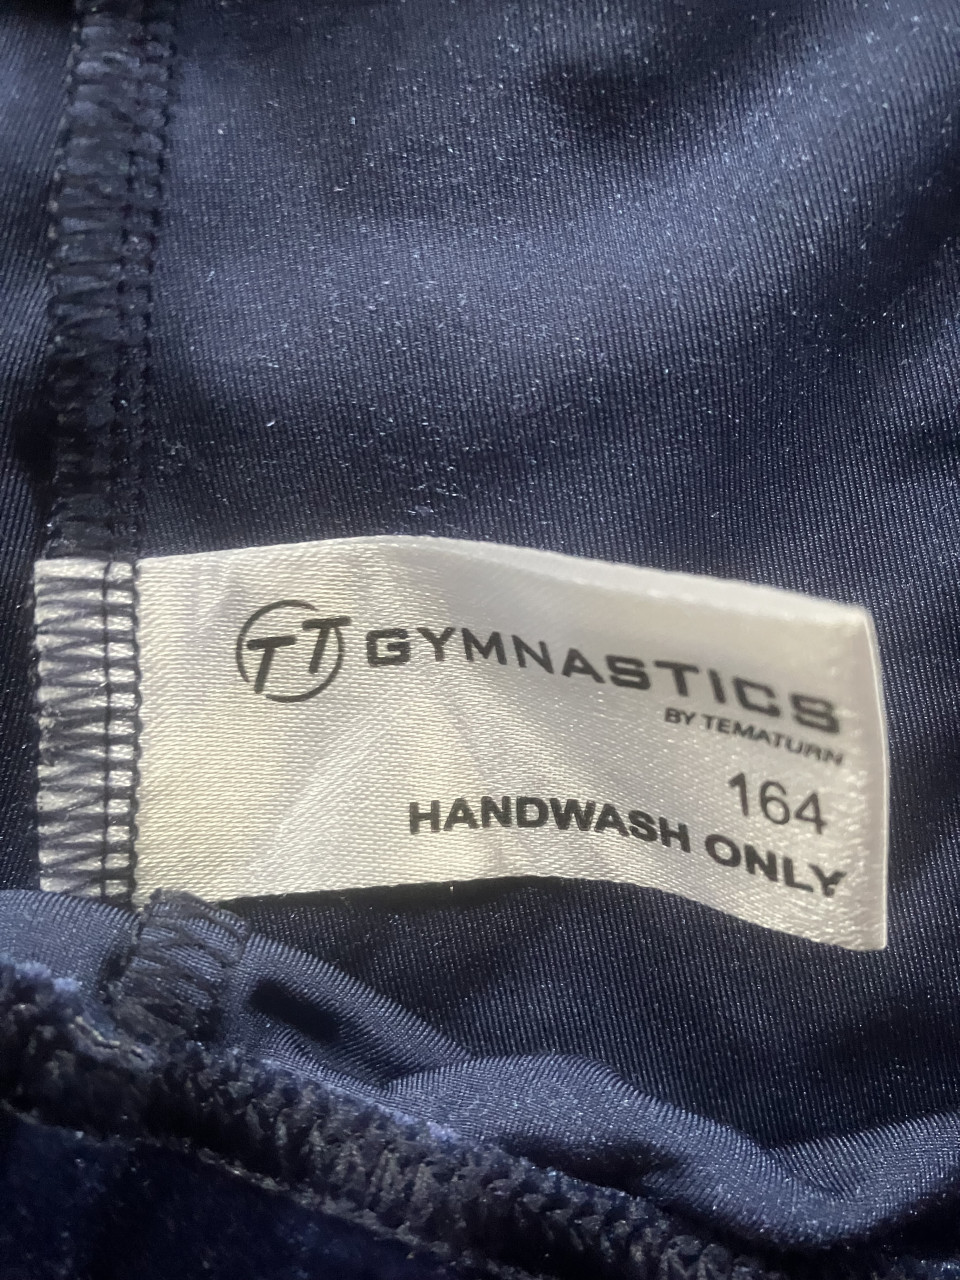 TT GYMNASTICS
BY TEMATURN
164
HANDWASH ONLY